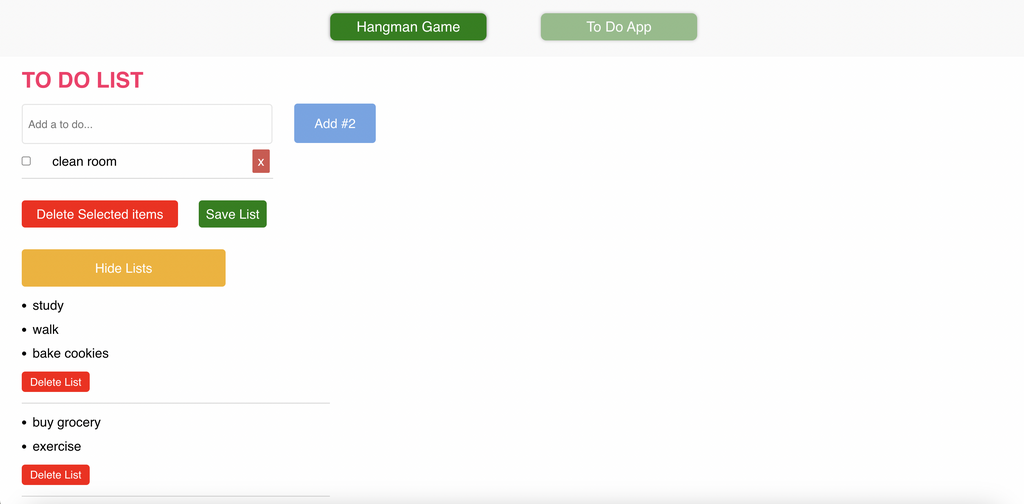 Hangman Game To Do App
TO DO LIST
Add a to do... Add #2
clean room x
Delete Selected items Save List
Hide Lists
study
walk
bake cookies
Delete List
buy grocery
exercise
Delete List